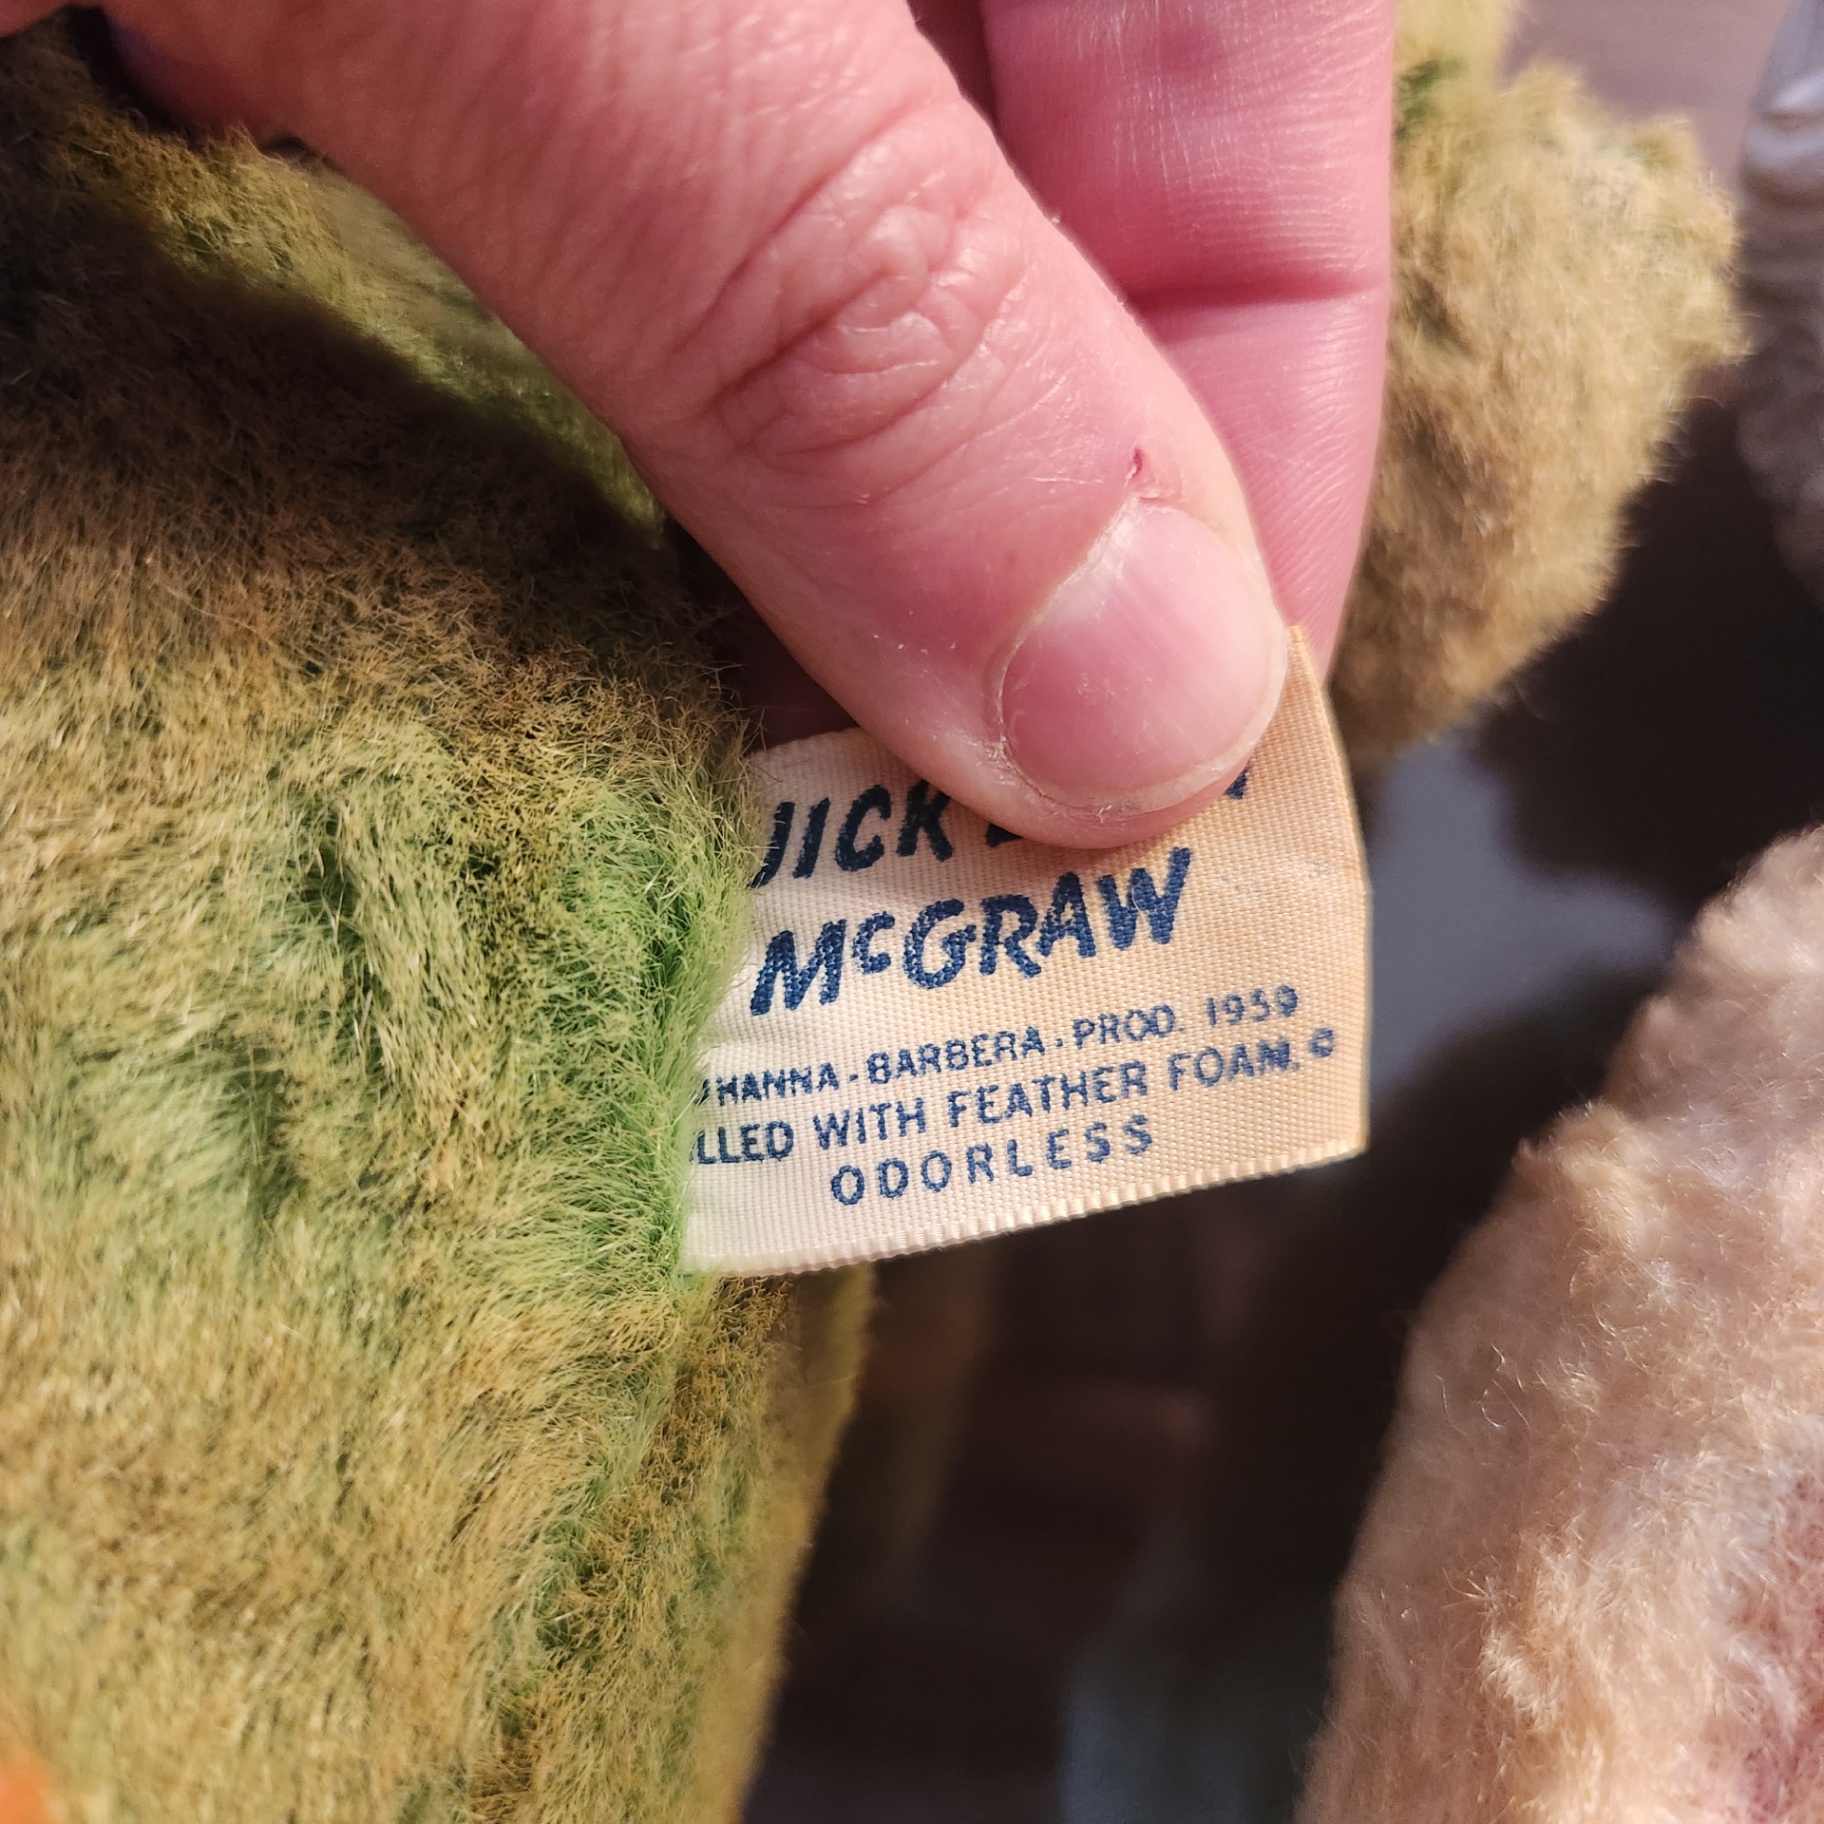 UICK
McGRAW
HANNA-BARBERA-PROD. 1959
LLED WITH FEATHER FOAM. ©
ODORLESS